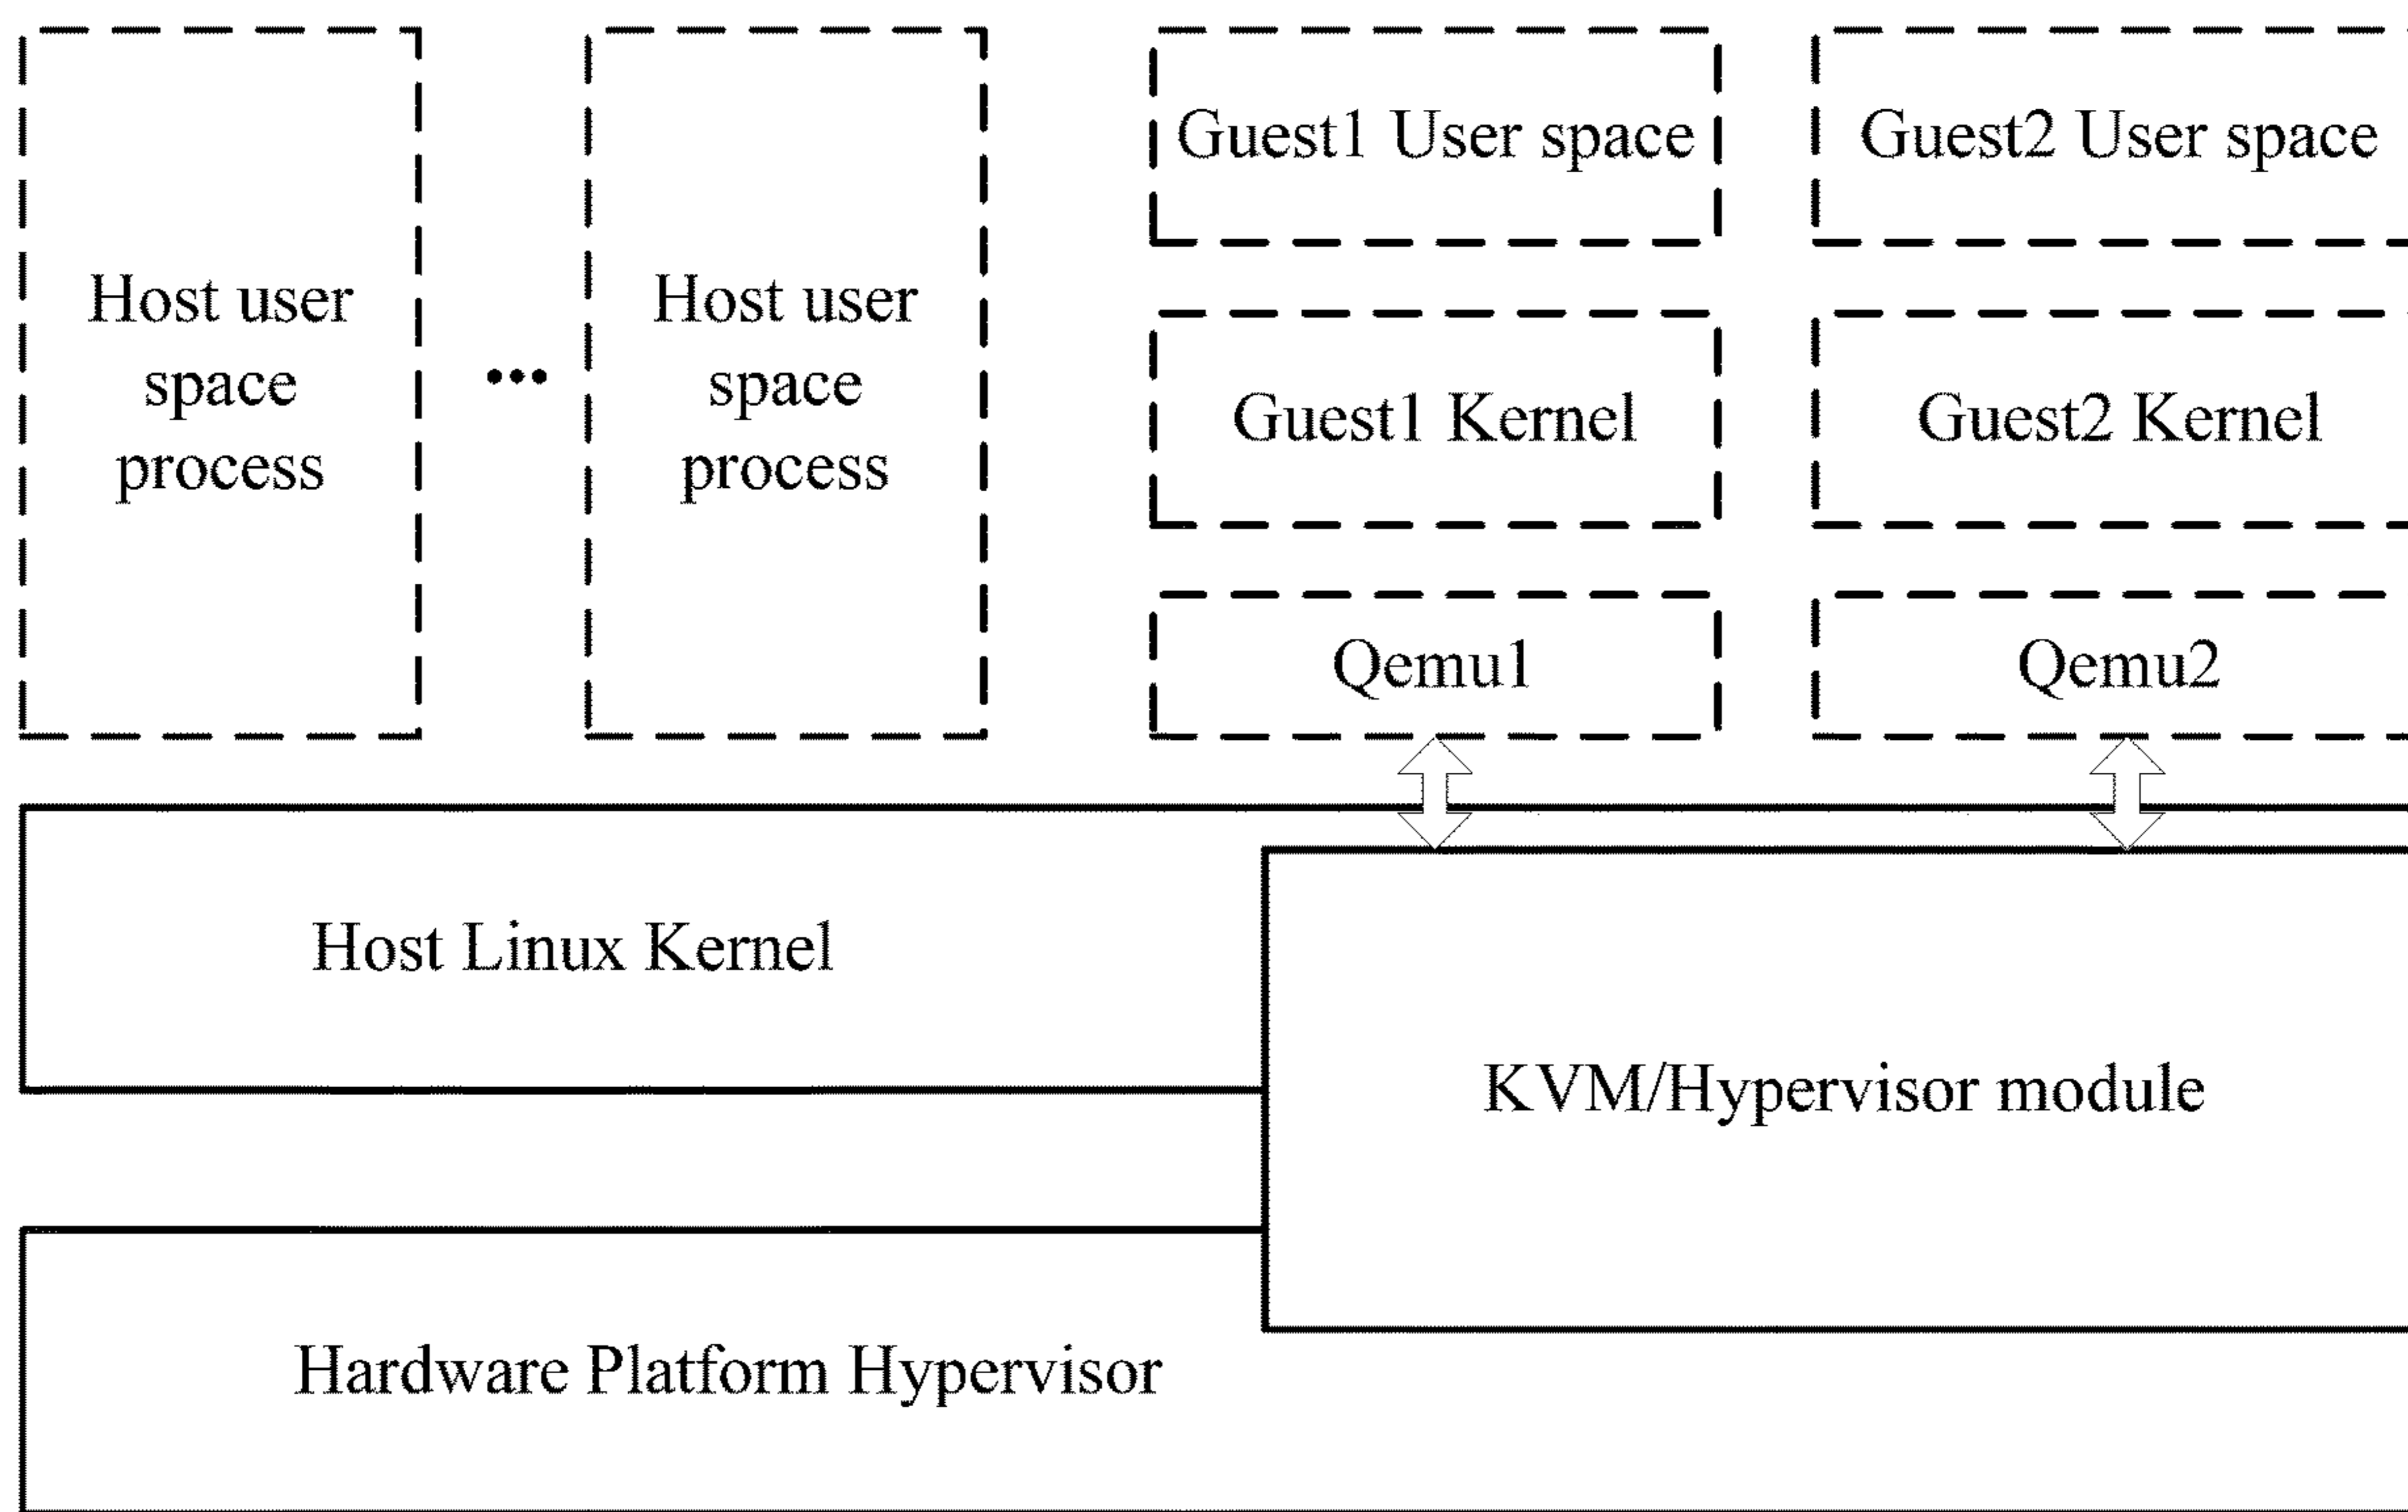 Host user
space
process
...
Host user
space
process
Guest1 User space
Guest2 User space
Guest1 Kernel
Guest2 Kernel
Qemu1
Qemu2
Host Linux Kernel
KVM/Hypervisor module
Hardware Platform Hypervisor